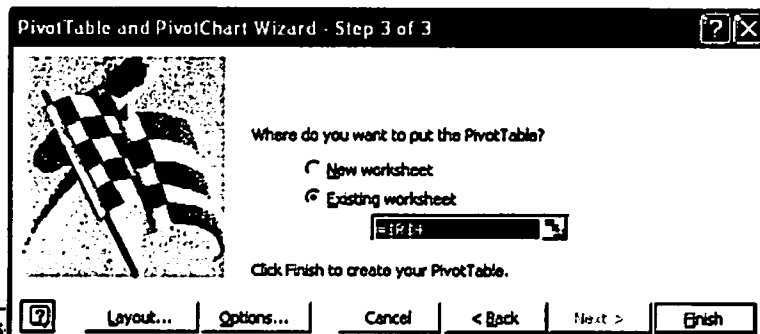 PivotTable and PivotChart Wizard - Step 3 of 3
Where do you want to put the PivotTable?
New worksheet
Existing worksheet
Click Finish to create your PivotTable.
Layout... Options... Cancel < Back Next > Finish